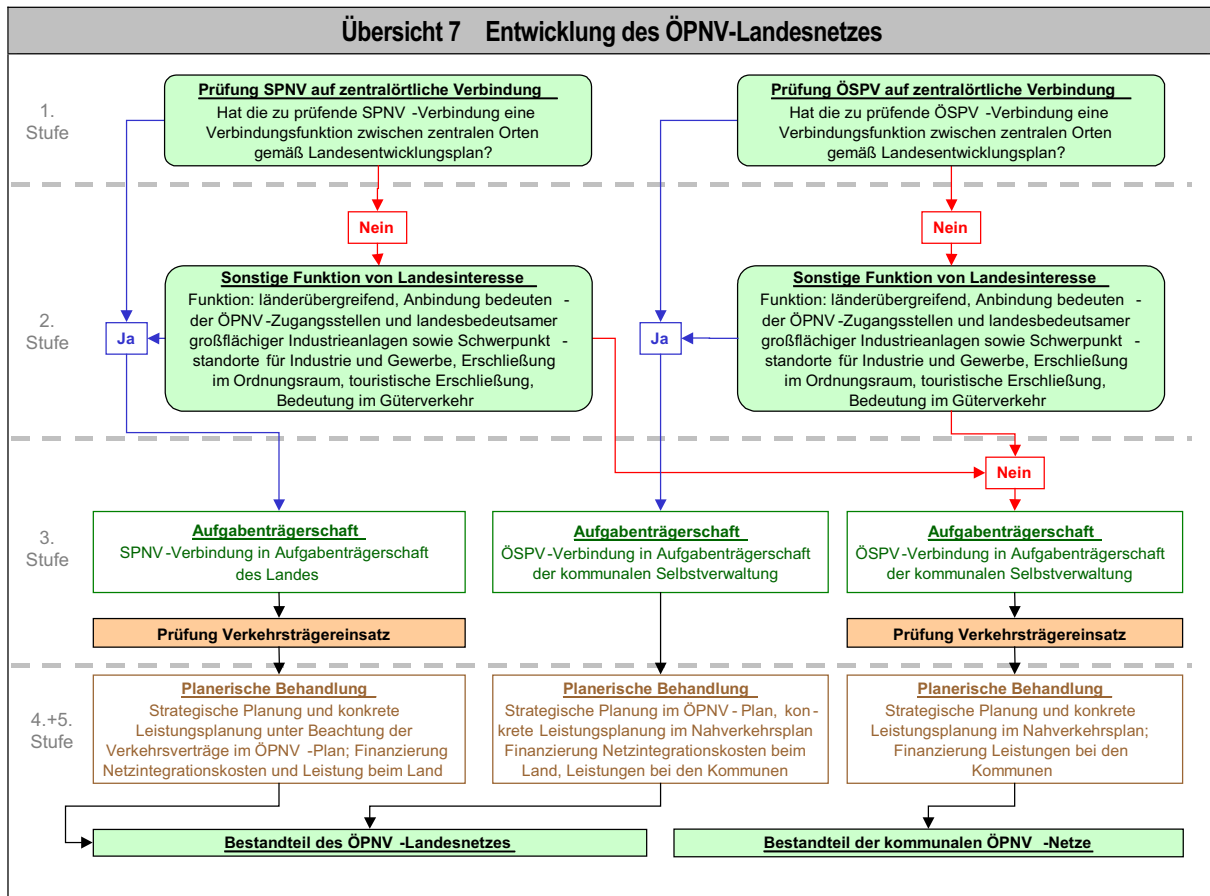 Übersicht 7 Entwicklung des ÖPNV-Landesnetzes
1.
Stufe
Prüfung SPNV auf zentralörtliche Verbindung
Hat die zu prüfende SPNV -Verbindung eine
Verbindungsfunktion zwischen zentralen Orten
gemäß Landesentwicklungsplan?
Prüfung ÖSPV auf zentralörtliche Verbindung
Hat die zu prüfende ÖSPV -Verbindung eine
Verbindungsfunktion zwischen zentralen Orten
gemäß Landesentwicklungsplan?
Nein
Nein
2.
Stufe
Ja
Sonstige Funktion von Landesinteresse
Funktion: länderübergreifend, Anbindung bedeuten -
der ÖPNV -Zugangsstellen und landesbedeutsamer
großflächiger Industrieanlagen sowie Schwerpunkt -
standorte für Industrie und Gewerbe, Erschließung
im Ordnungsraum, touristische Erschließung,
Bedeutung im Güterverkehr
Ja
Sonstige Funktion von Landesinteresse
Funktion: länderübergreifend, Anbindung bedeuten -
der ÖPNV -Zugangsstellen und landesbedeutsamer
großflächiger Industrieanlagen sowie Schwerpunkt -
standorte für Industrie und Gewerbe, Erschließung
im Ordnungsraum, touristische Erschließung,
Bedeutung im Güterverkehr
Nein
3.
Stufe
Aufgabenträgerschaft
SPNV -Verbindung in Aufgabenträgerschaft
des Landes
Aufgabenträgerschaft
ÖSPV -Verbindung in Aufgabenträgerschaft
der kommunalen Selbstverwaltung
Aufgabenträgerschaft
ÖSPV -Verbindung in Aufgabenträgerschaft
der kommunalen Selbstverwaltung
Prüfung Verkehrsträgereinsatz
Prüfung Verkehrsträgereinsatz
4.+5.
Stufe
Planerische Behandlung
Strategische Planung und konkrete
Leistungsplanung unter Beachtung der
Verkehrsverträge im ÖPNV -Plan; Finanzierung
Netzintegrationskosten und Leistung beim Land
Planerische Behandlung
Strategische Planung im ÖPNV - Plan, kon -
krete Leistungsplanung im Nahverkehrsplan
Finanzierung Netzintegrationskosten beim
Land, Leistungen bei den Kommunen
Planerische Behandlung
Strategische Planung und konkrete
Leistungsplanung im Nahverkehrsplan;
Finanzierung Leistungen bei den
Kommunen
Bestandteil des ÖPNV -Landesnetzes
Bestandteil der kommunalen ÖPNV -Netze